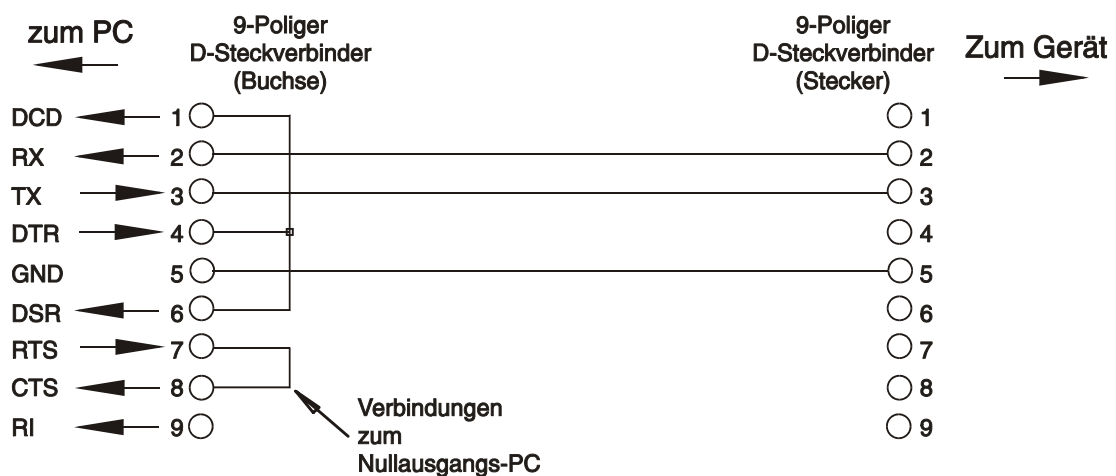 zum PC
9-Poliger
D-Steckverbinder
(Buchse)
9-Poliger
D-Steckverbinder
(Stecker)
Zum Gerät
DCD 1 1
RX 2 2
TX 3 3
DTR 4 4
GND 5 5
DSR 6 6
RTS 7 7
CTS 8 8
RI 9 9
Verbindungen
zum
Nullausgangs-PC